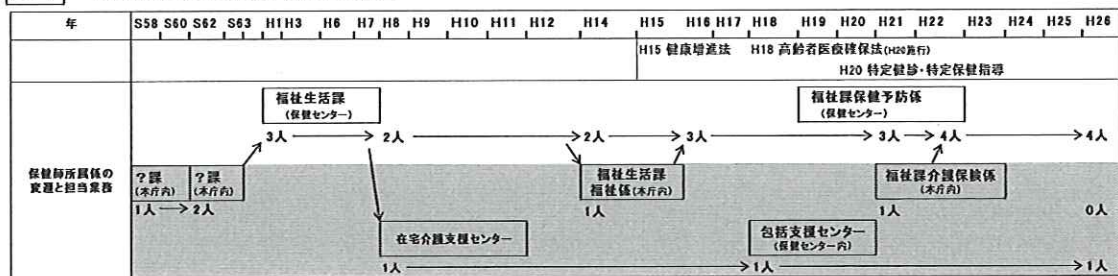 年 S58 S60 S62 S63 H1 H3 H6 H7 H8 H9 H10 H11 H12 H14 H15 H16 H17 H18 H19 H20 H21 H22 H23 H24 H25 H26
H15 健康増進法 H18 高齢者医療確保法(H20施行)
H20 特定健診・特定保健指導
福祉生活課
(保健センター)
福祉課保健予防係
(保健センター)
3人 → 2人 → 2人 → 3人 → 3人 → 4人 → 4人
保健師所属係の
変遷と担当業務
?課
(本庁内)
?課
(本庁内)
福祉生活課
福祉係(本庁内)
福祉課介護保険係
(本庁内)
1人 → 2人
1人
1人
0人
在宅介護支援センター
包括支援センター
(保健センター内)
1人 → 1人 → 1人